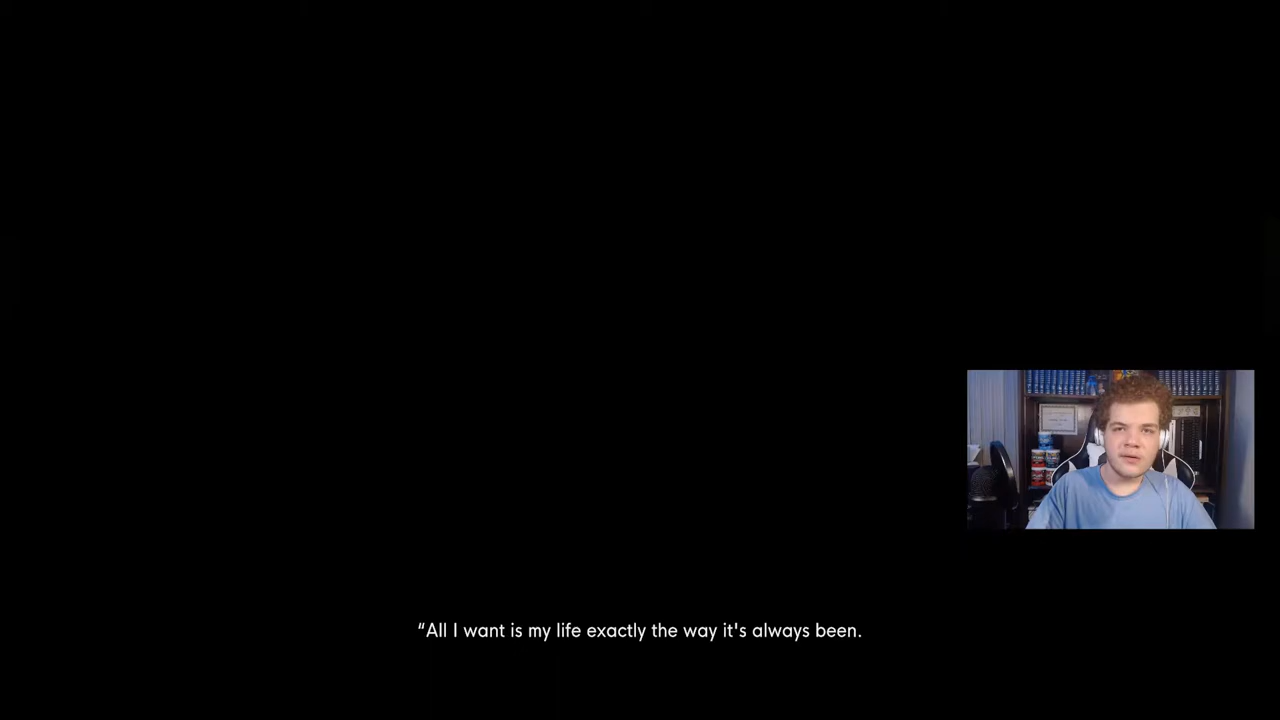 “All I want is my life exactly the way it's always been.